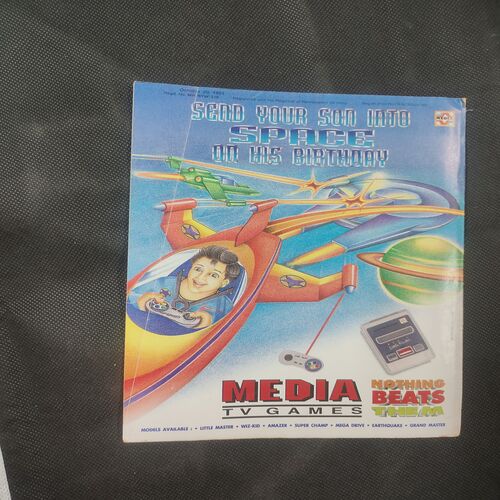 SEND YOUR SON INTO
SPACE
ON HIS BIRTHDAY
MEDIA
TV GAMES
NOTHING
BEATS
THEM
MODELS AVAILABLE : • LITTLE MASTER • WIZ-KID • AMAZER • SUPER CHAMP • MEGA DRIVE • EARTHQUAKE • GRAND MASTER